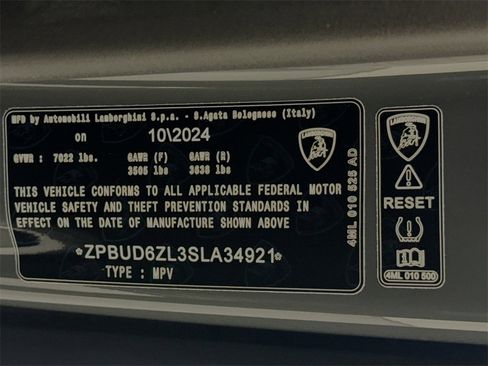 MFD by Automobili Lamborghini S.p.a. - S.Agata Bolognese (Italy)
on 10\2024
GVWR : 7022 lbs. GAWR (F) GAWR (R)
3505 lbs. 3638 lbs.
THIS VEHICLE CONFORMS TO ALL APPLICABLE FEDERAL MOTOR
VEHICLE SAFETY AND THEFT PREVENTION STANDARDS IN
EFFECT ON THE DATE OF MANUFACTURE SHOWN ABOVE
*ZPBUD6ZL3SLA34921*
TYPE : MPV
4ML 010 525 AD
LAMBORGHINI
RESET
4ML 010 500